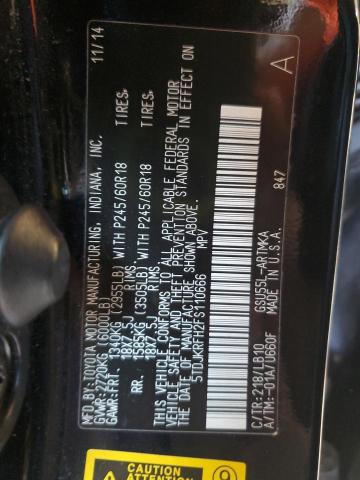 MFD.BY:TOYOTA MOTOR MANUFACTURING, INDIANA, INC. 11/14
GVWR:2720KG (6000LB)
GAWR:FRT. 1340KG (2955LB) WITH P245/60R18 TIRES,
18X7.5J RIMS,
RR. 1585KG (3505LB) WITH P245/60R18 TIRES,
18X7.5J RIMS,
THIS VEHICLE CONFORMS TO ALL APPLICABLE FEDERAL MOTOR
VEHICLE SAFETY AND THEFT PREVENTION STANDARDS IN EFFECT ON
THE DATE OF MANUFACTURE SHOWN ABOVE.
5TDJKRFH2FS110666 MPV
A
C/TR:218/LB10 GSU55L-ARTMKA 847
A/TM:-01A/U660F MADE IN U.S.A.
CAUTION
ATTENTION